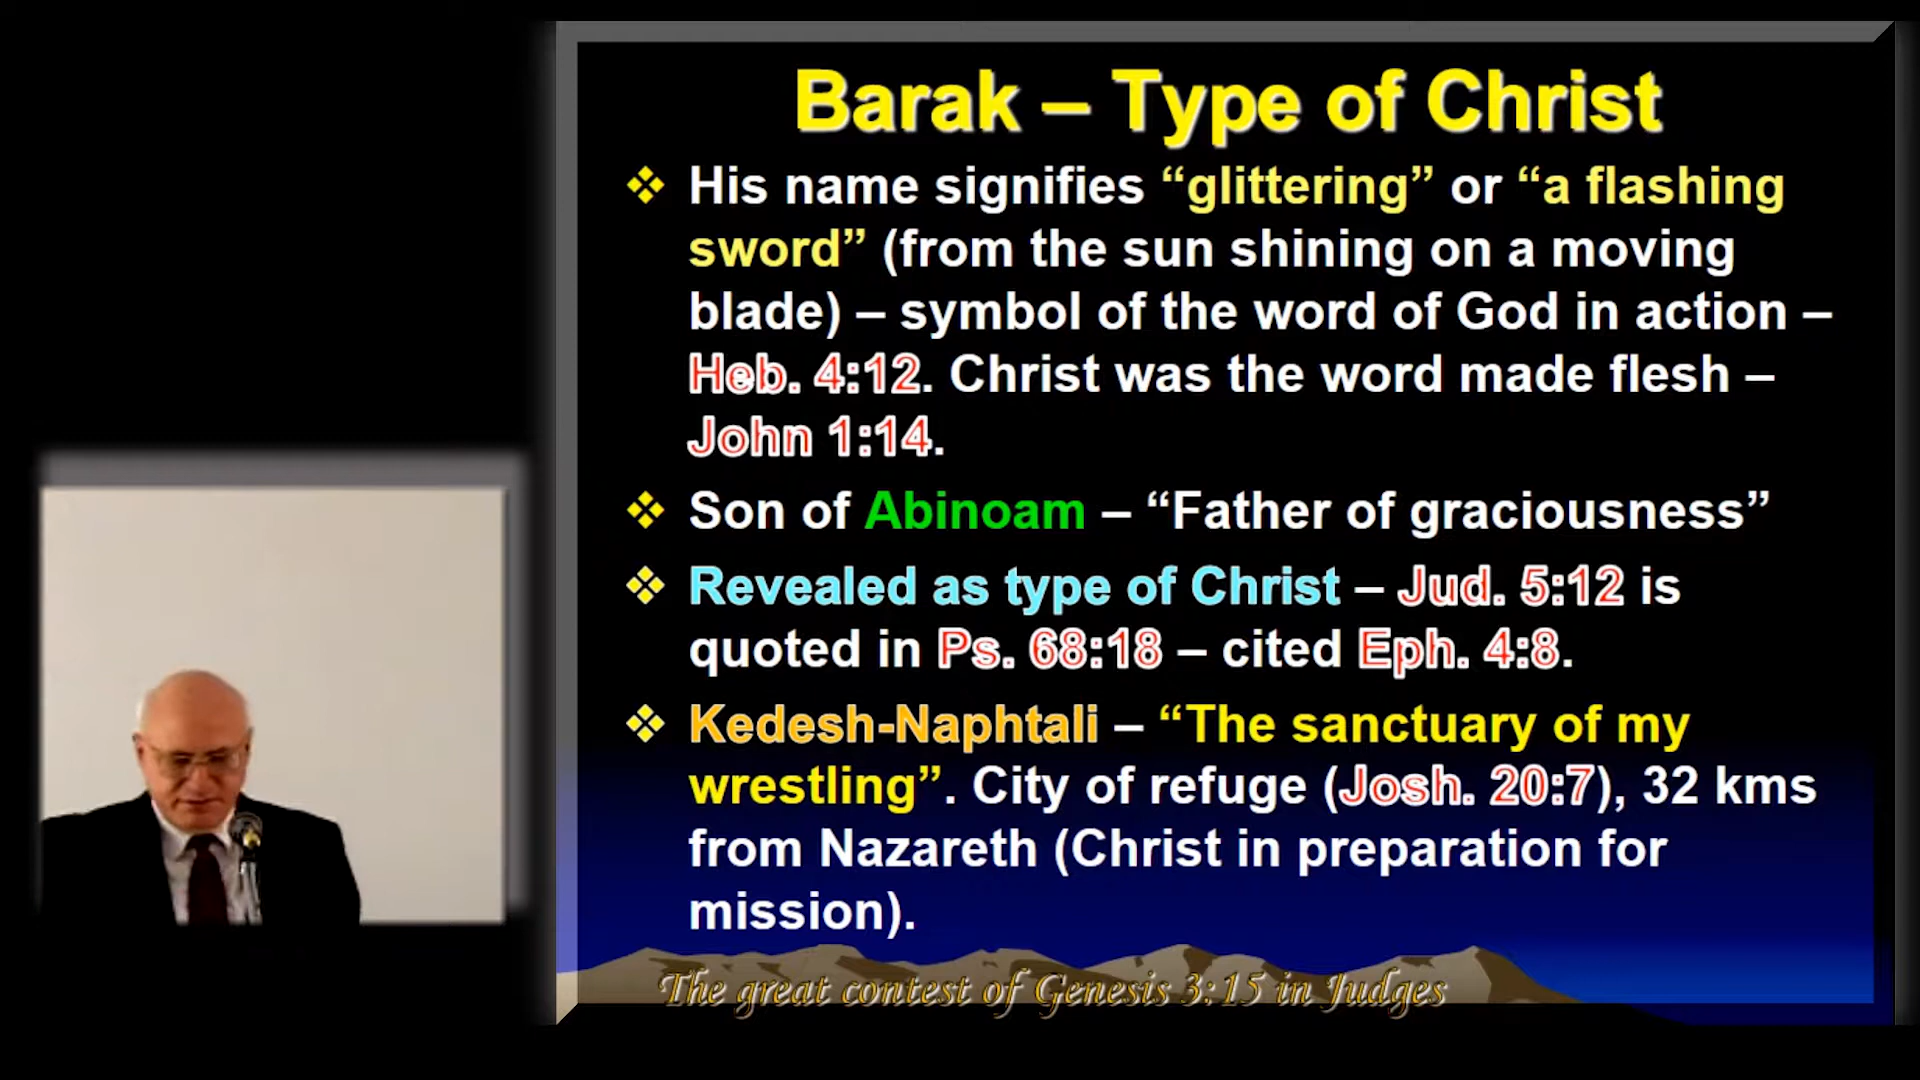 Barak – Type of Christ
❖ His name signifies “glittering” or “a flashing
sword” (from the sun shining on a moving
blade) – symbol of the word of God in action –
Heb. 4:12. Christ was the word made flesh –
John 1:14.
❖ Son of Abinoam – “Father of graciousness”
❖ Revealed as type of Christ – Jud. 5:12 is
quoted in Ps. 68:18 – cited Eph. 4:8.
❖ Kedesh-Naphtali – “The sanctuary of my
wrestling”. City of refuge (Josh. 20:7), 32 kms
from Nazareth (Christ in preparation for
mission).
The great contest of Genesis 3:15 in Judges